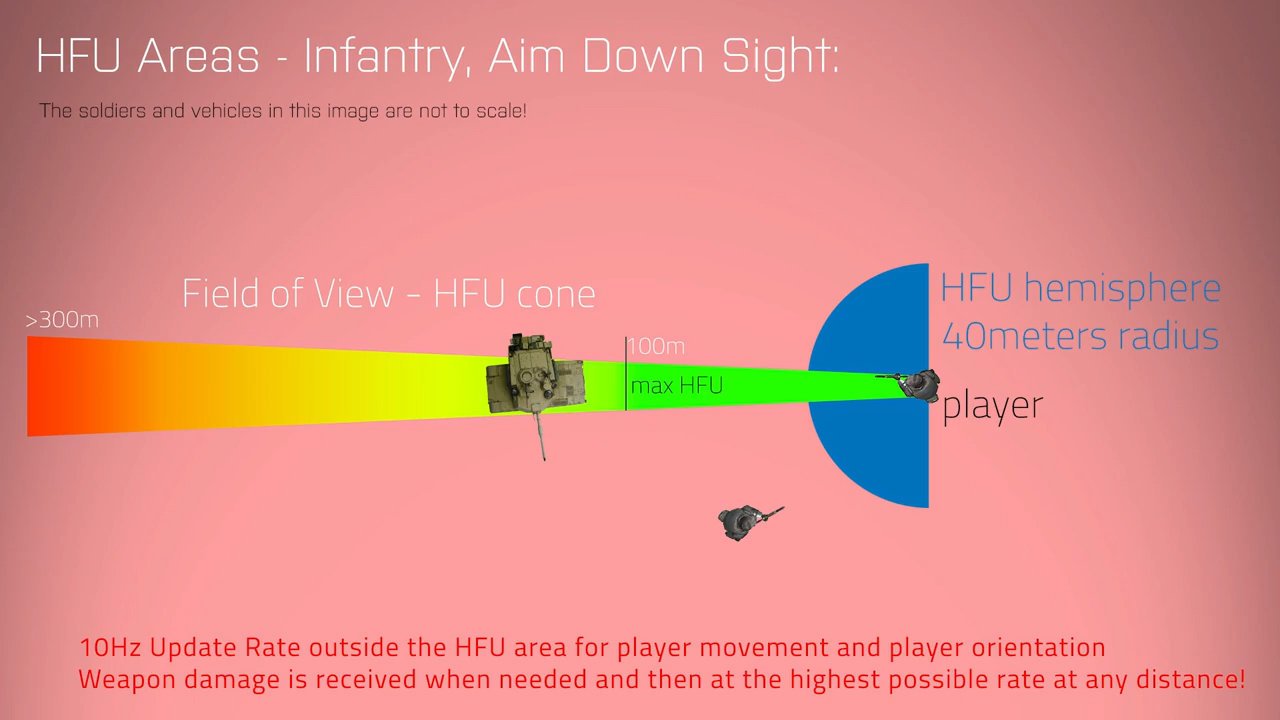 HFU Areas - Infantry, Aim Down Sight:
The soldiers and vehicles in this image are not to scale!
Field of View - HFU cone
>300m
100m
max HFU
HFU hemisphere
40meters radius
player
10Hz Update Rate outside the HFU area for player movement and player orientation
Weapon damage is received when needed and then at the highest possible rate at any distance!